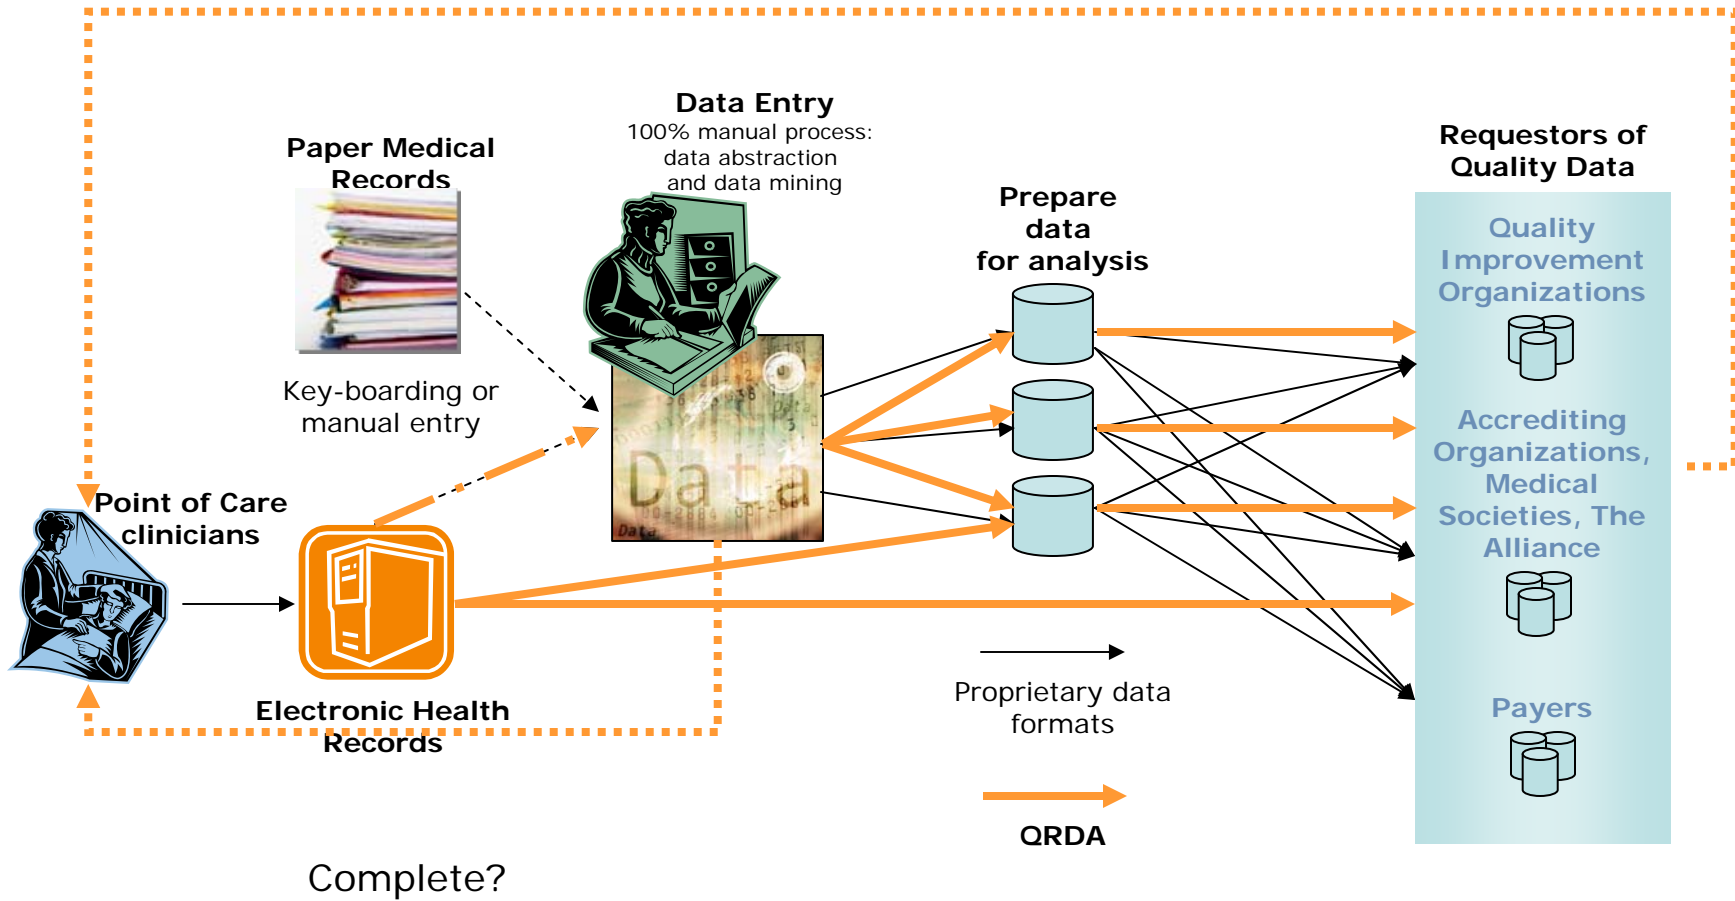 Data Entry
100% manual process:
data abstraction
and data mining
Paper Medical
Records
Requestors of
Quality Data
Prepare
data
for analysis
Quality
Improvement
Organizations
Key-boarding or
manual entry
Accrediting
Organizations,
Medical
Societies, The
Alliance
Data
Data
Point of Care
clinicians
Electronic Health
Records
Proprietary data
formats
Payers
QRDA
Complete?